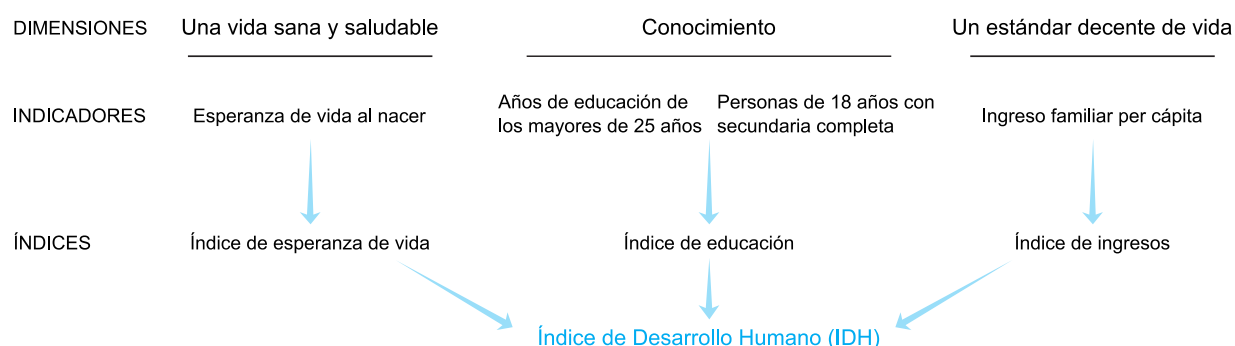 DIMENSIONES Una vida sana y saludable Conocimiento Un estándar decente de vida
INDICADORES Esperanza de vida al nacer
Años de educación de
los mayores de 25 años
Personas de 18 años con
secundaria completa
Ingreso familiar per cápita
ÍNDICES Índice de esperanza de vida Índice de educación Índice de ingresos
Índice de Desarrollo Humano (IDH)